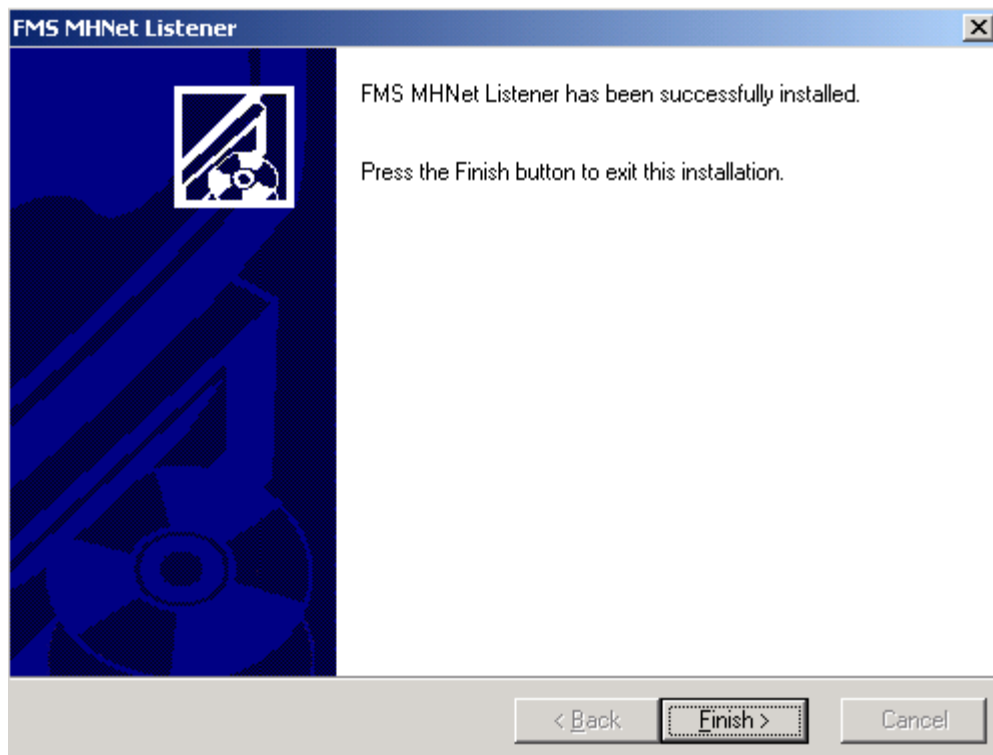 FMS MHNet Listener
FMS MHNet Listener has been successfully installed.
Press the Finish button to exit this installation.
< Back
Finish >
Cancel